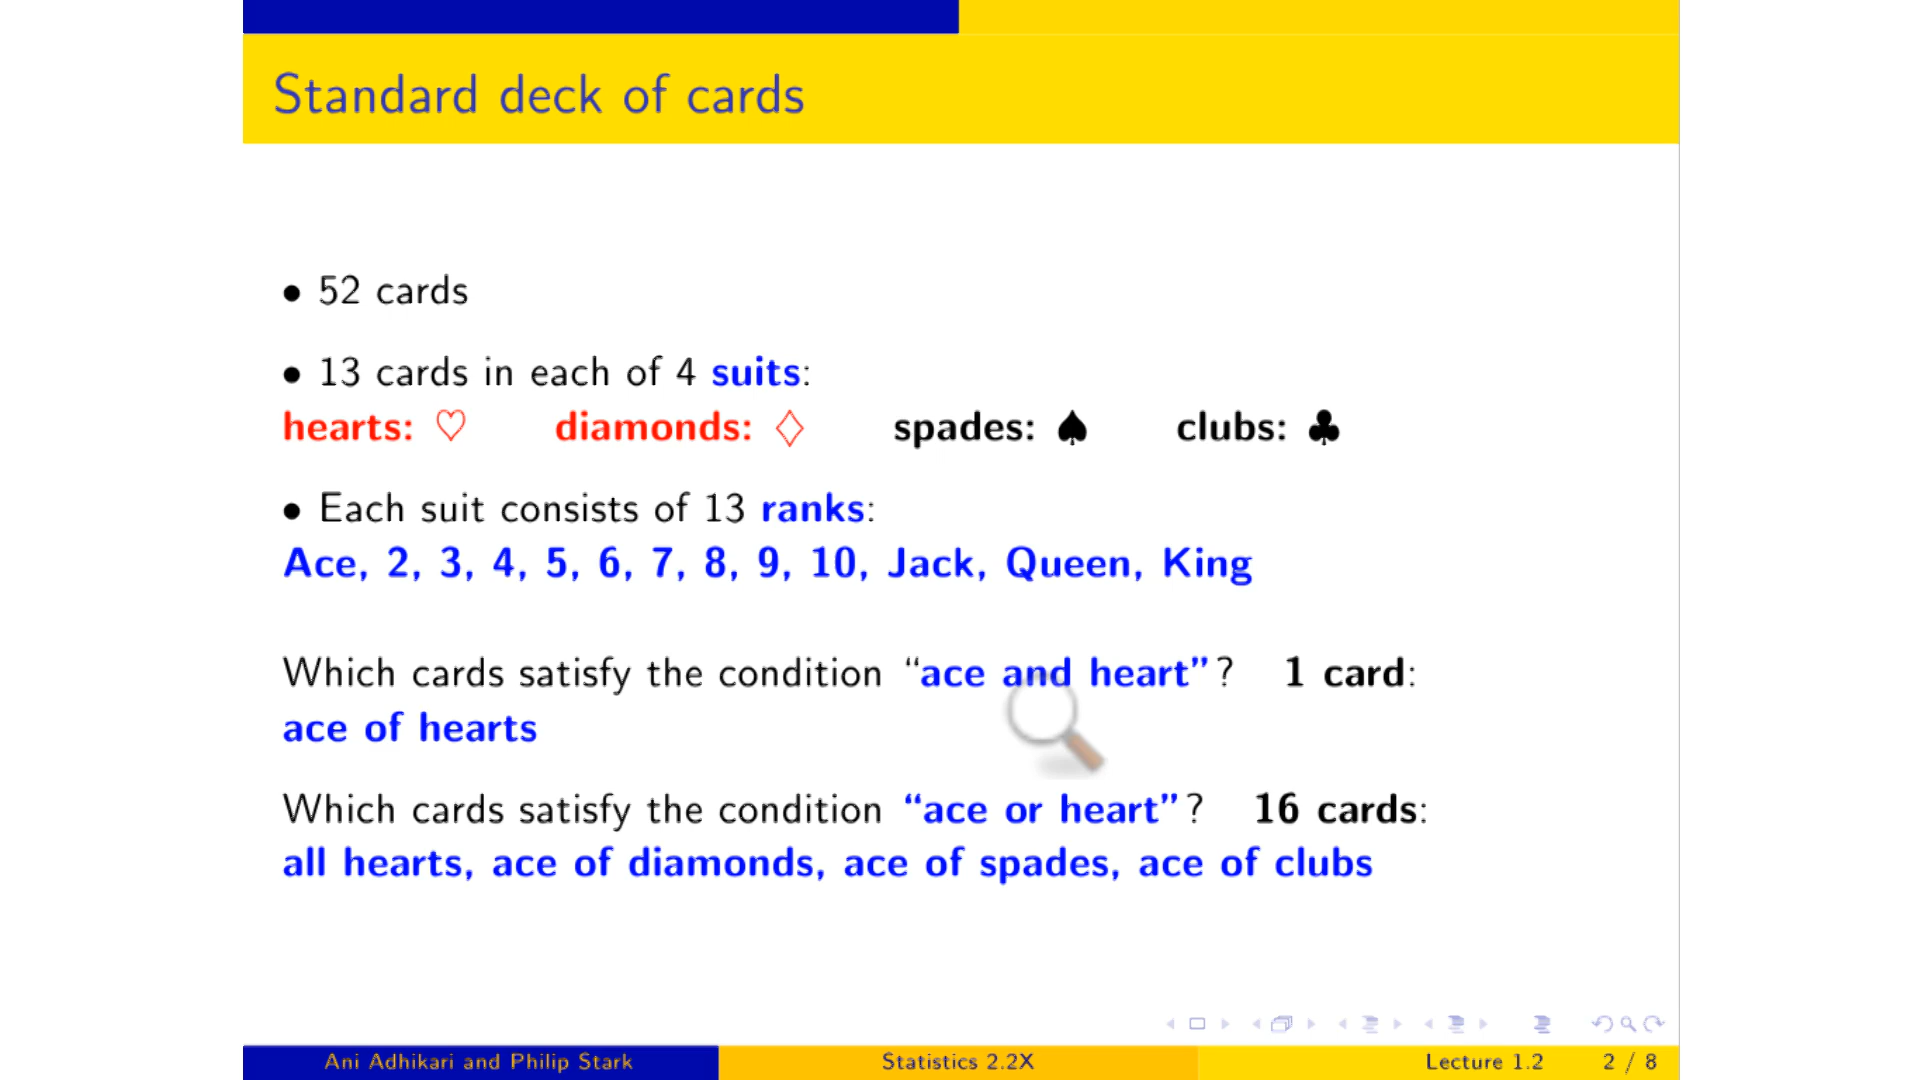 Standard deck of cards
• 52 cards
• 13 cards in each of 4 suits:
hearts: ♡ diamonds: ♢ spades: ♠ clubs: ♣
• Each suit consists of 13 ranks:
Ace, 2, 3, 4, 5, 6, 7, 8, 9, 10, Jack, Queen, King
Which cards satisfy the condition “ace and heart”? 1 card:
ace of hearts
Which cards satisfy the condition “ace or heart”? 16 cards:
all hearts, ace of diamonds, ace of spades, ace of clubs
Ani Adhikari and Philip Stark Statistics 2.2X Lecture 1.2 2 / 8